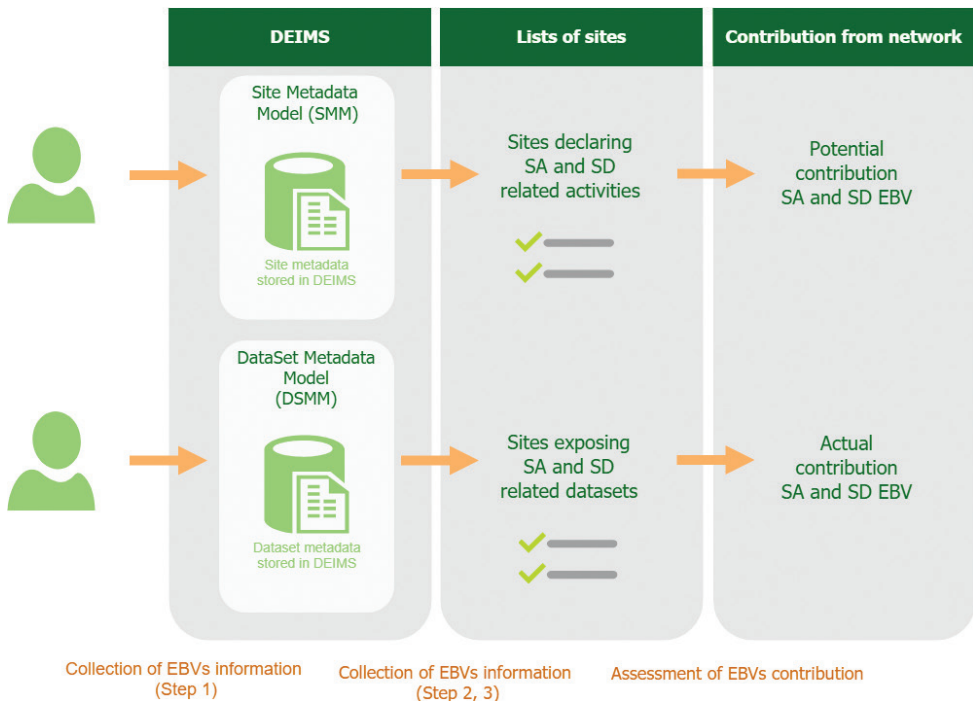 DEIMS
Lists of sites
Contribution from network
Site Metadata
Model (SMM)
Site metadata
stored in DEIMS
Sites declaring
SA and SD
related activities
Potential
contribution
SA and SD EBV
DataSet Metadata
Model
(DSMM)
Dataset metadata
stored in DEIMS
Sites exposing
SA and SD
related datasets
Actual
contribution
SA and SD EBV
Collection of EBVs information
(Step 1)
Collection of EBVs information
(Step 2, 3)
Assessment of EBVs contribution